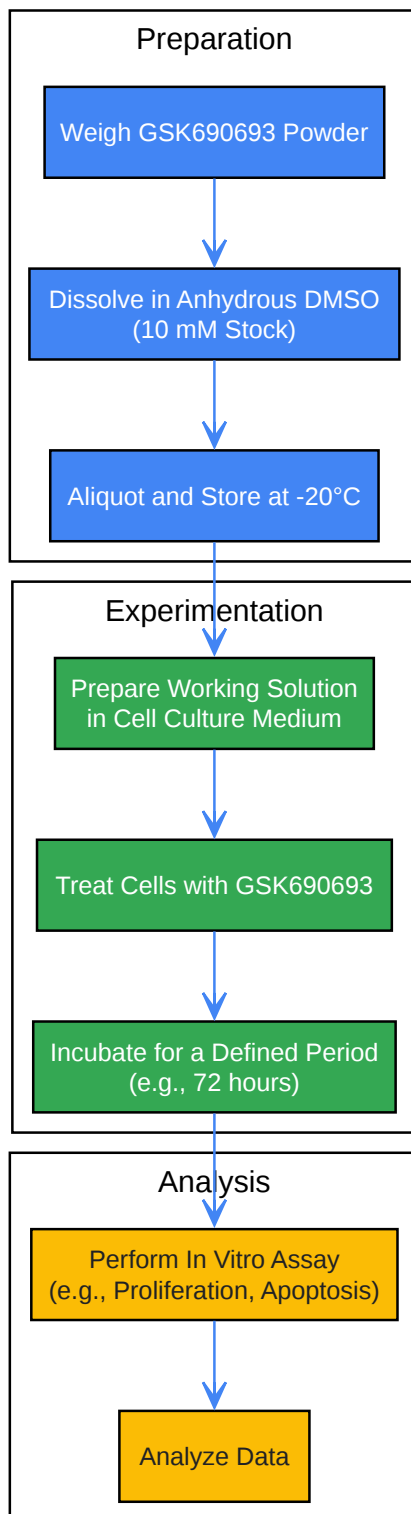 Preparation
Weigh GSK690693 Powder
Dissolve in Anhydrous DMSO
(10 mM Stock)
Aliquot and Store at -20°C
Experimentation
Prepare Working Solution
in Cell Culture Medium
Treat Cells with GSK690693
Incubate for a Defined Period
(e.g., 72 hours)
Analysis
Perform In Vitro Assay
(e.g., Proliferation, Apoptosis)
Analyze Data